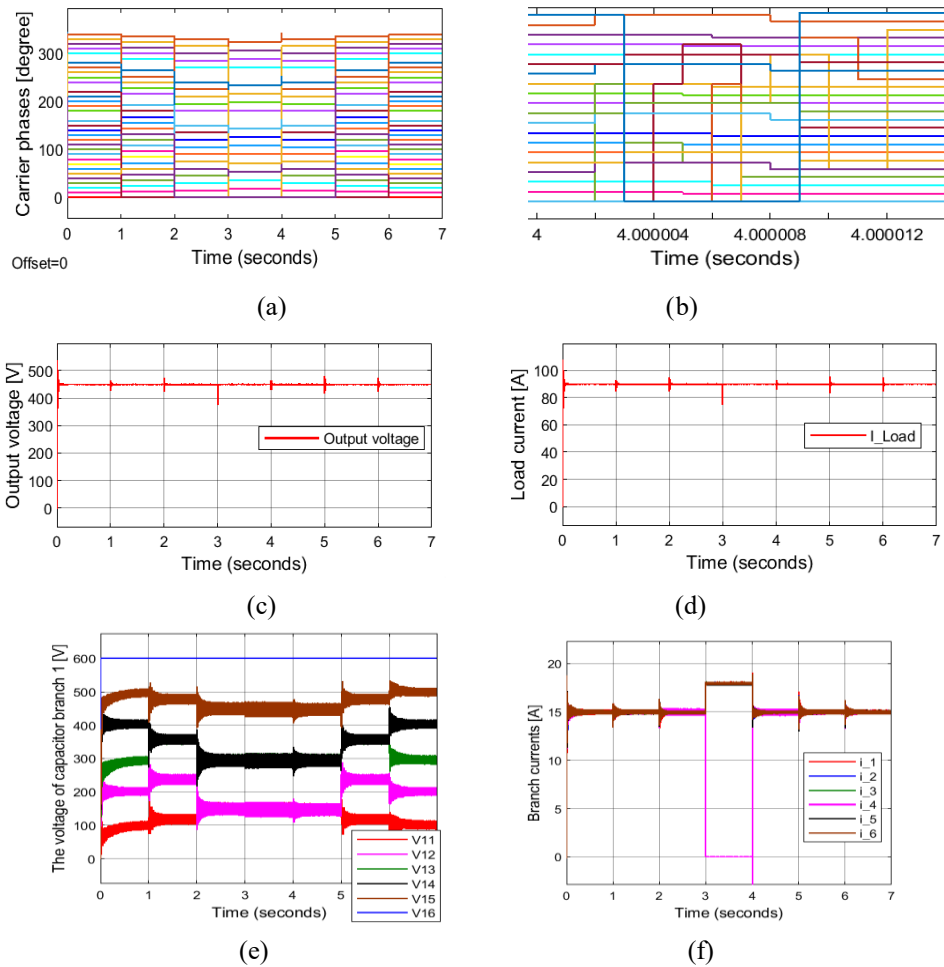 Carrier phases [degree]
300
200
100
0
0 1 2 3 4 5 6 7
Offset=0
Time (seconds)
(a)
4 4.000004 4.000008 4.000012
Time (seconds)
(b)
Output voltage [V]
500
400
300
200
100
0
Output voltage
0 1 2 3 4 5 6 7
Time (seconds)
(c)
Load current [A]
100
80
60
40
20
0
I_Load
0 1 2 3 4 5 6 7
Time (seconds)
(d)
The voltage of capacitor branch 1 [V]
600
500
400
300
200
100
0
V11
V12
V13
V14
V15
V16
0 1 2 3 4 5
Time (seconds)
(e)
Branch currents [A]
20
15
10
5
0
i_1
i_2
i_3
i_4
i_5
i_6
0 1 2 3 4 5 6 7
Time (seconds)
(f)